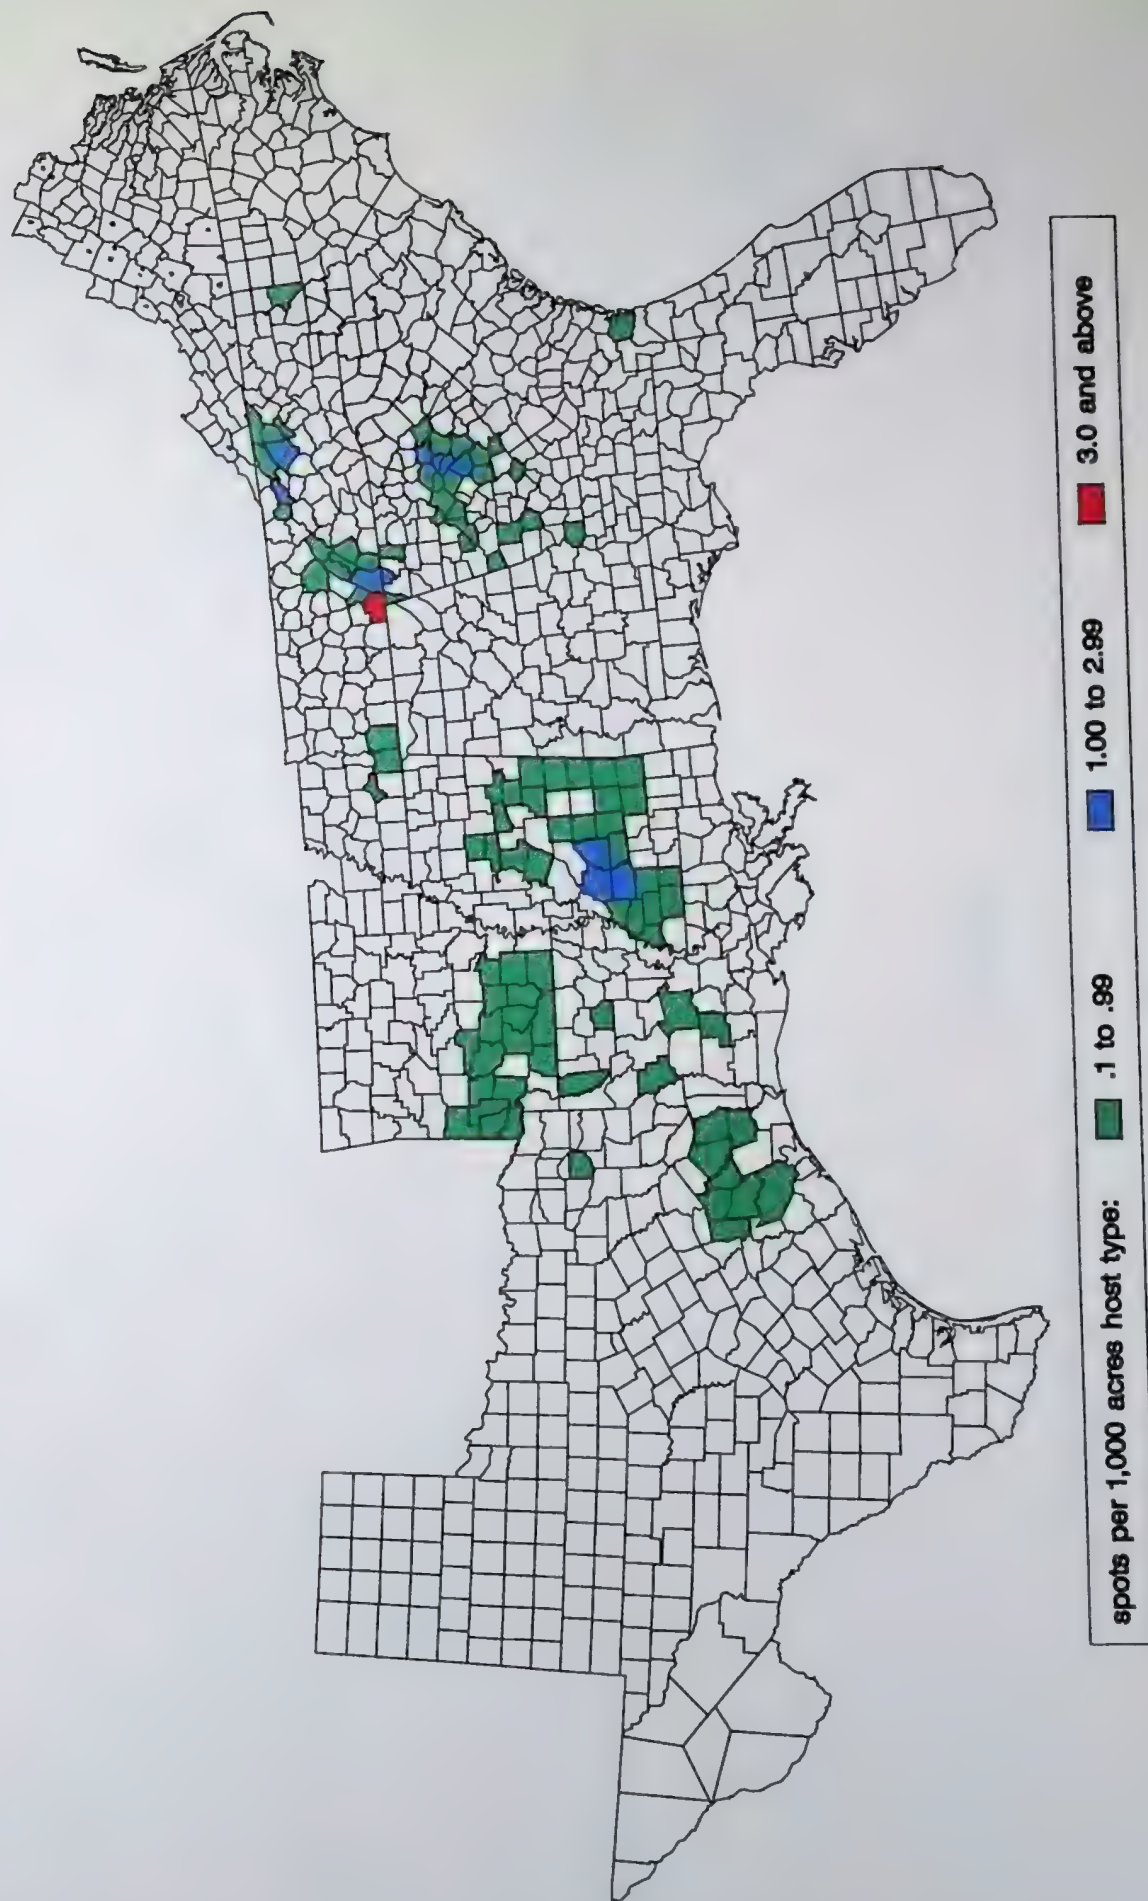 spots per 1,000 acres host type: .1 to .99 1.00 to 2.99 3.0 and above